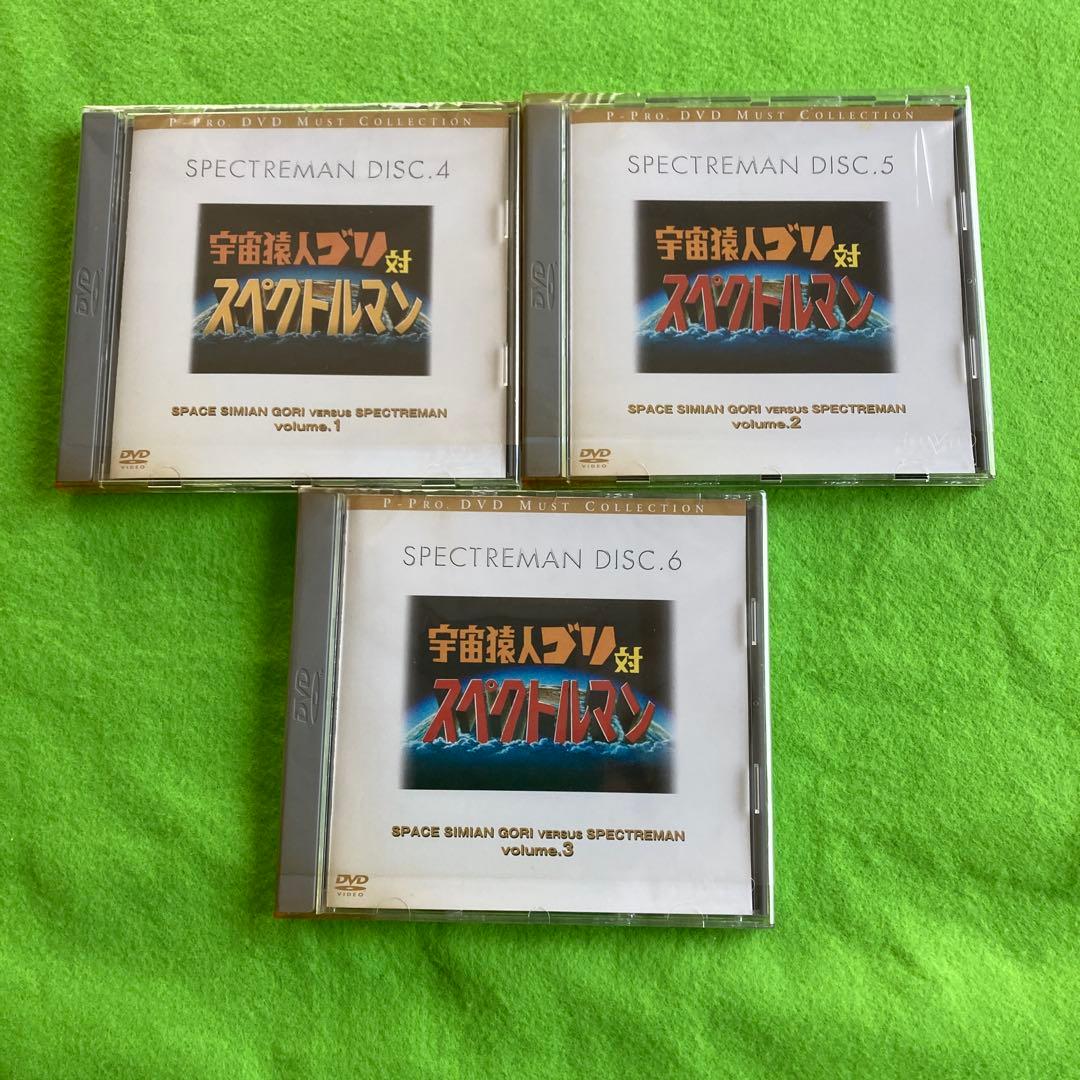 P-PRO. DVD MUST COLLECTION
SPECTREMAN DISC.4
宇宙猿人ゴリ対
スペクトルマン
SPACE SIMIAN GORI VERSUS SPECTREMAN
volume.1
DVD
VIDEO
DVD
P-PRO. DVD MUST COLLECTION
SPECTREMAN DISC.5
宇宙猿人ゴリ対
スペクトルマン
SPACE SIMIAN GORI VERSUS SPECTREMAN
volume.2
DVD
VIDEO
DVD
P-PRO. DVD MUST COLLECTION
SPECTREMAN DISC.6
宇宙猿人ゴリ対
スペクトルマン
SPACE SIMIAN GORI VERSUS SPECTREMAN
volume.3
DVD
VIDEO
DVD